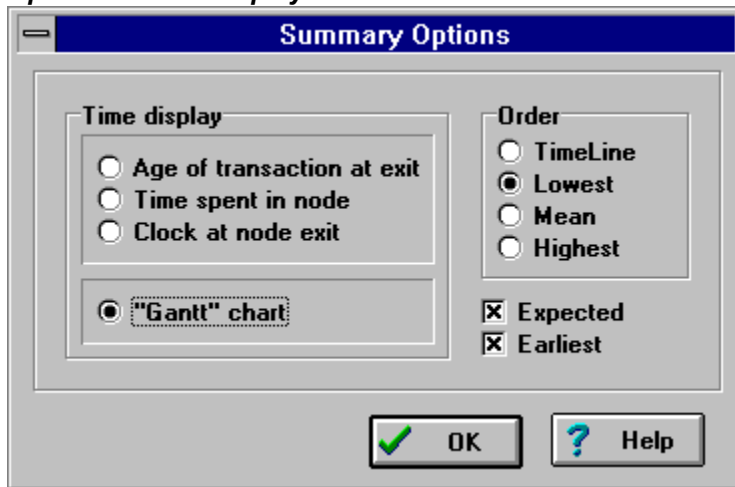 Summary Options
Time display
Age of transaction at exit
Time spent in node
Clock at node exit
"Gantt" chart
Order
TimeLine
Lowest
Mean
Highest
Expected
Earliest
OK
Help